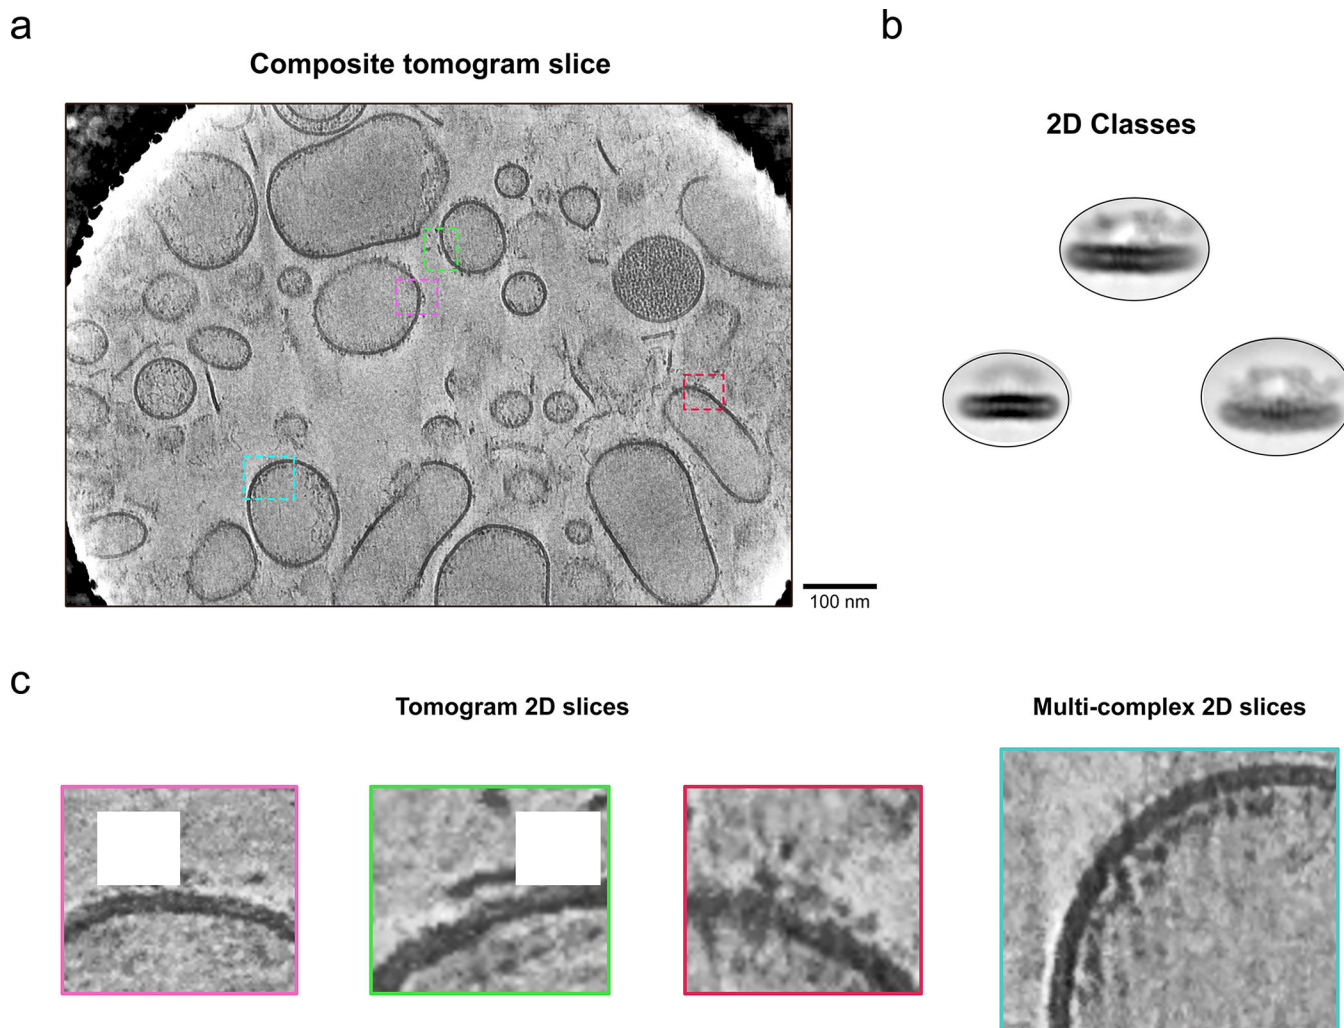 a
Composite tomogram slice
100 nm
b
2D Classes
c
Tomogram 2D slices
Multi-complex 2D slices